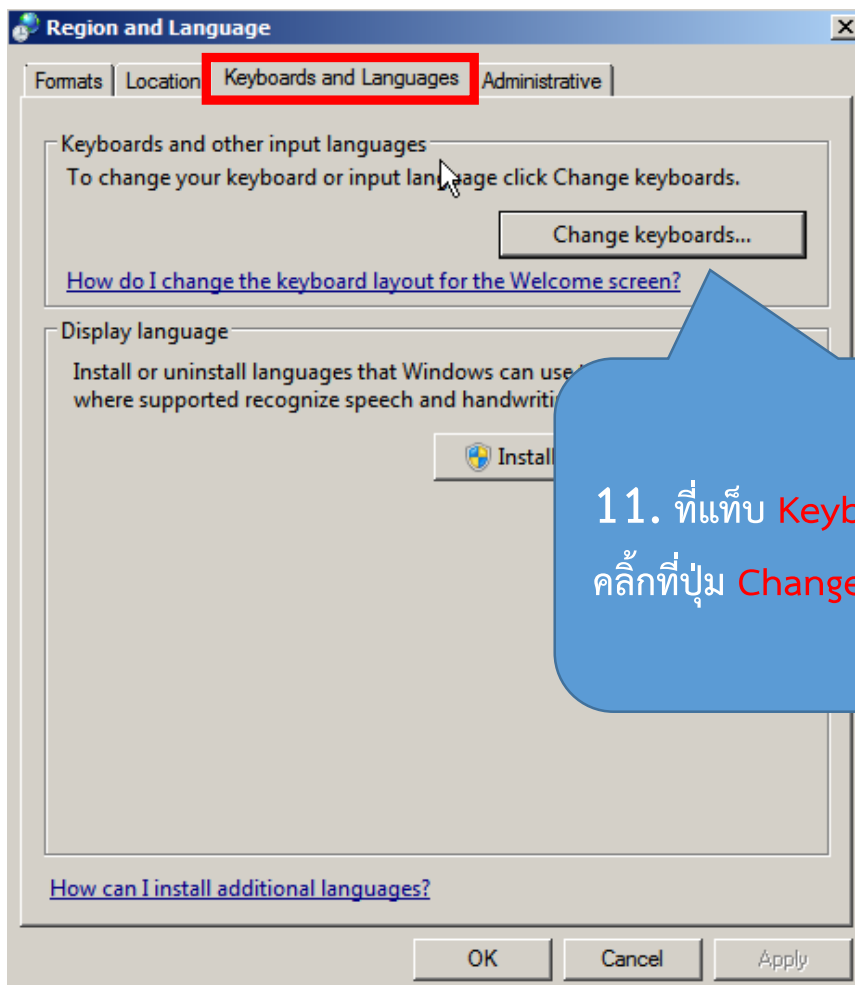 Region and Language
Formats Location Keyboards and Languages Administrative
Keyboards and other input languages
To change your keyboard or input language click Change keyboards.
Change keyboards...
How do I change the keyboard layout for the Welcome screen?
Display language
Install or uninstall languages that Windows can use
where supported recognize speech and
Install
11. ที่แท็บ
คลิ้กที่ปุ่ม Change
How can I install additional languages?
OK Cancel Apply